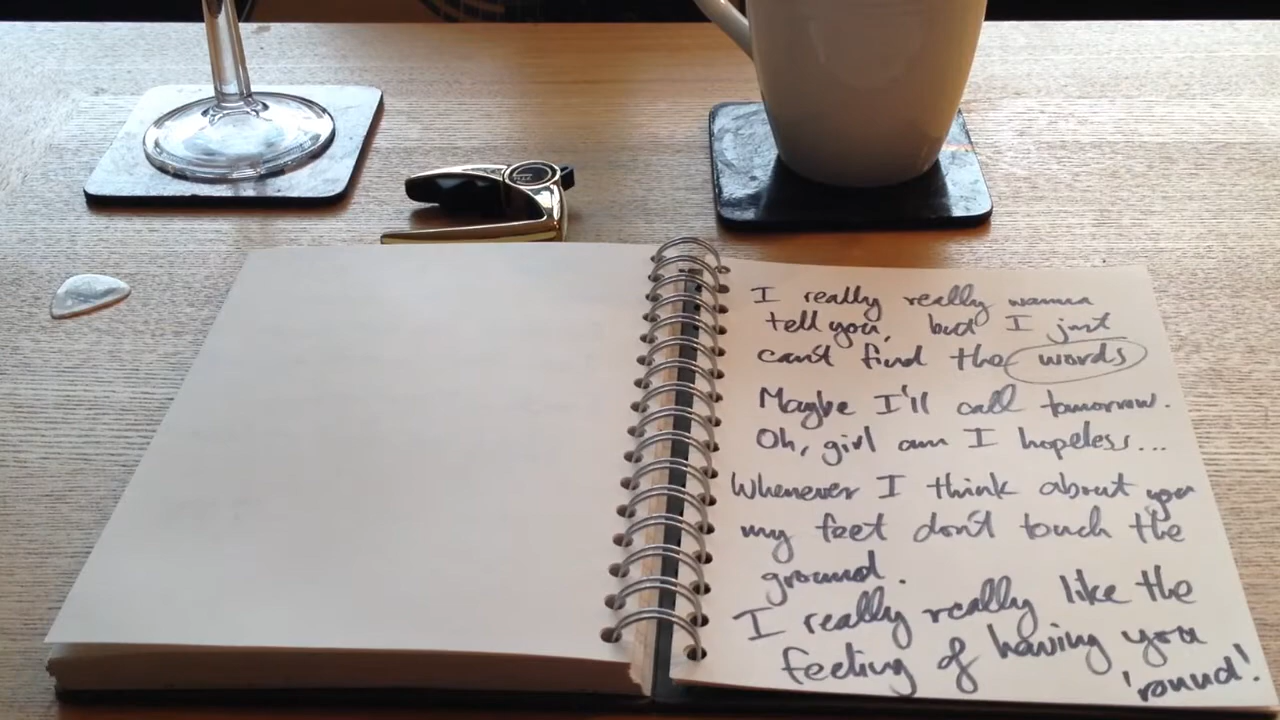 I really really wanna
tell you, but I just
can't find the words
Maybe I'll call tomorrow.
Oh, girl am I hopeless...
Whenever I think about you
my feet don't touch the
ground.
I really really like the
feeling of having you
'round!